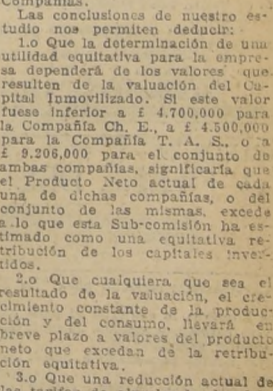 Compañías.
Las conclusiones de nuestro es-
tudio nos permiten deducir:
1.o Que la determinación de una
utilidad equitativa para la empre-
sa dependerá de los valores que
resulten de la valuación del Ca-
pital Inmovilizado. Si este valor
fuese inferior a £ 4.700,000 para
la Compañía Ch. E., a £ 4.500,000
para la Compañía T. A. S., o a
£ 9.206,000 para el conjunto de
ambas compañías, significaría que
el Producto Neto actual de cada
una de dichas compañías, o del
conjunto de las mismas, excede
a lo que esta Sub-comisión ha es-
timado como una equitativa re-
tribución de los capitales inver-
tidos.
2.o Que cualquiera que sea el
resultado de la valuación, el cre-
cimiento constante de la produc-
ción y del consumo, llevará en
breve plazo a valores del producto
neto que excedan de la retribu-
ción equitativa.
3.o Que una reducción actual de